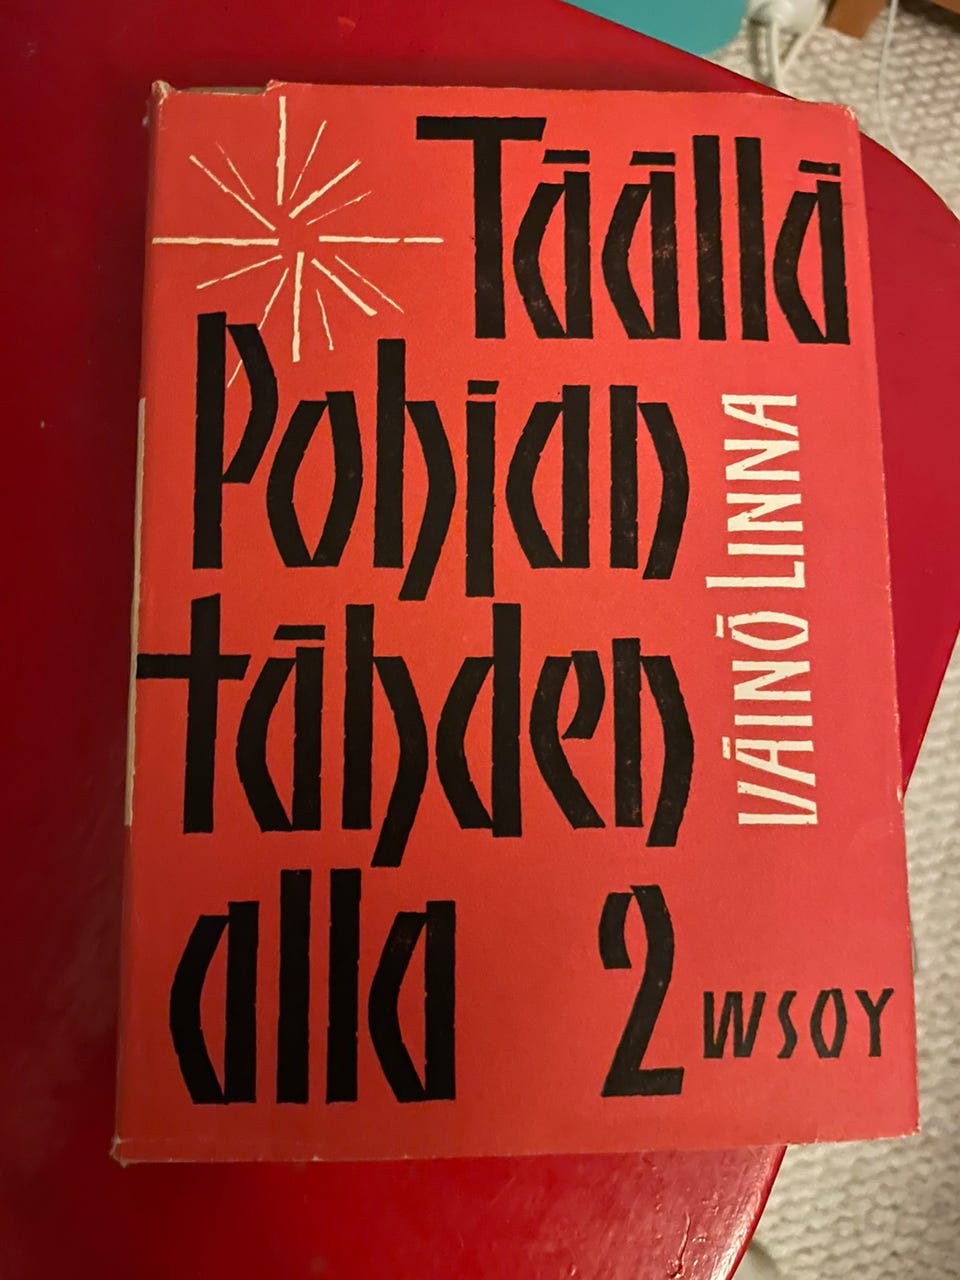 Täällä
Pohjan
tähden
alla 2
VÄINÖ LINNA
WSOY